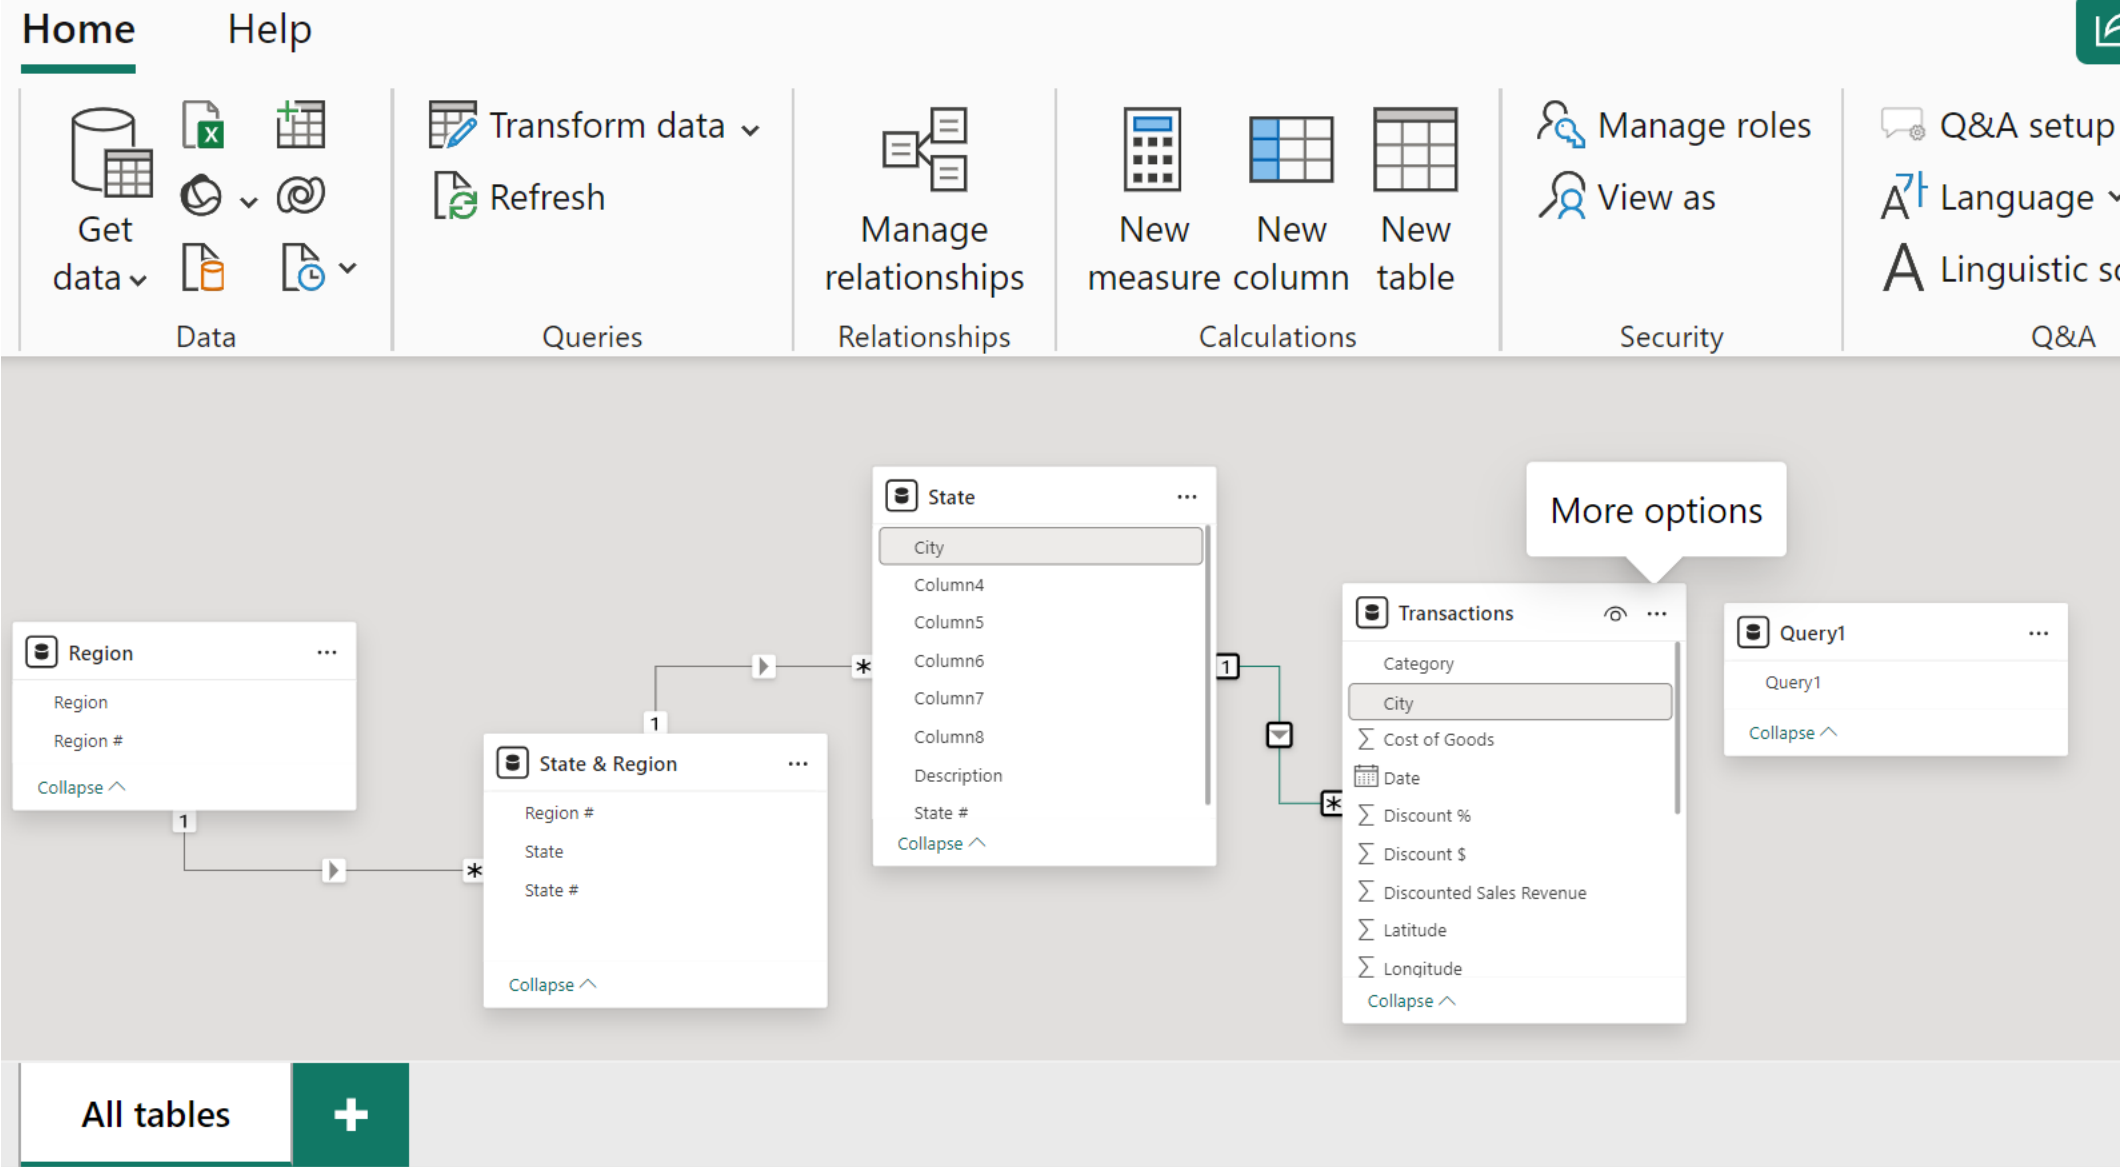 Home
Help
Get
data
Data
Transform data
Refresh
Queries
Manage
relationships
Relationships
New
measure
New
column
New
table
Calculations
Manage roles
View as
Security
Q&A setup
Language
Linguistic sc
Q&A
More options
Region
Region
Region #
Collapse
1
*
State & Region
Region #
State
State #
Collapse
1
*
State
City
Column4
Column5
Column6
Column7
Column8
Description
State #
Collapse
1
*
Transactions
Category
City
Cost of Goods
Date
Discount %
Discount $
Discounted Sales Revenue
Latitude
Longitude
Collapse
Query1
Query1
Collapse
All tables
+